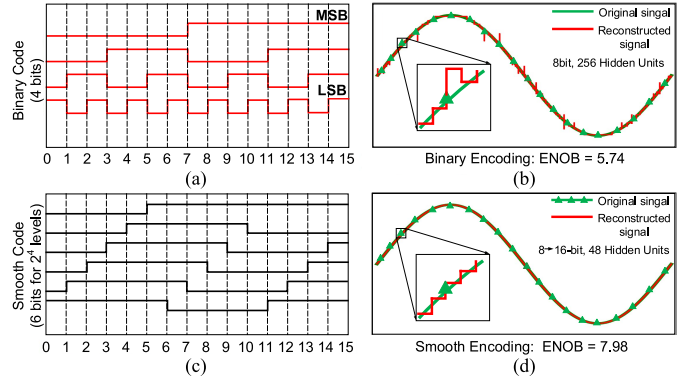 (a)
Binary Code
(4 bits)
MSB
LSB
0 1 2 3 4 5 6 7 8 9 10 11 12 13 14 15
(a)
(b)
Original singal
Reconstructed
signal
8bit, 256 Hidden Units
Binary Encoding: ENOB = 5.74
(b)
(c)
Smooth Code
(6 bits for 2⁴ levels)
0 1 2 3 4 5 6 7 8 9 10 11 12 13 14 15
(c)
(d)
Original singal
Reconstructed
signal
8→16-bit, 48 Hidden Units
Smooth Encoding: ENOB = 7.98
(d)